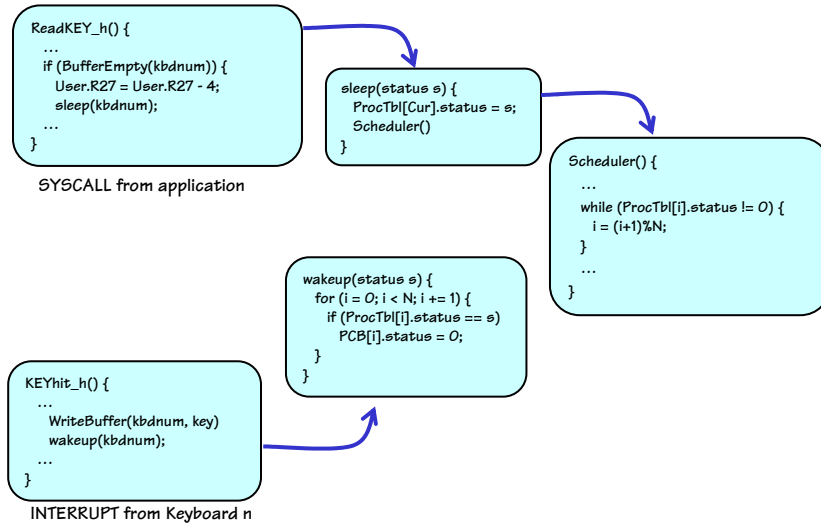 ReadKEY_h() {
...
if (BufferEmpty(kbdnum)) {
User.R27 = User.R27 - 4;
sleep(kbdnum);
...
}
SYSCALL from application
sleep(status s) {
ProcTbl[Cur].status = s;
Scheduler()
}
Scheduler() {
...
while (ProcTbl[i].status != 0) {
i = (i+1)%N;
}
...
}
wakeup(status s) {
for (i = 0; i < N; i += 1) {
if (ProcTbl[i].status == s)
PCB[i].status = 0;
}
}
KEYhit_h() {
...
WriteBuffer(kbdnum, key)
wakeup(kbdnum);
...
}
INTERRUPT from Keyboard n